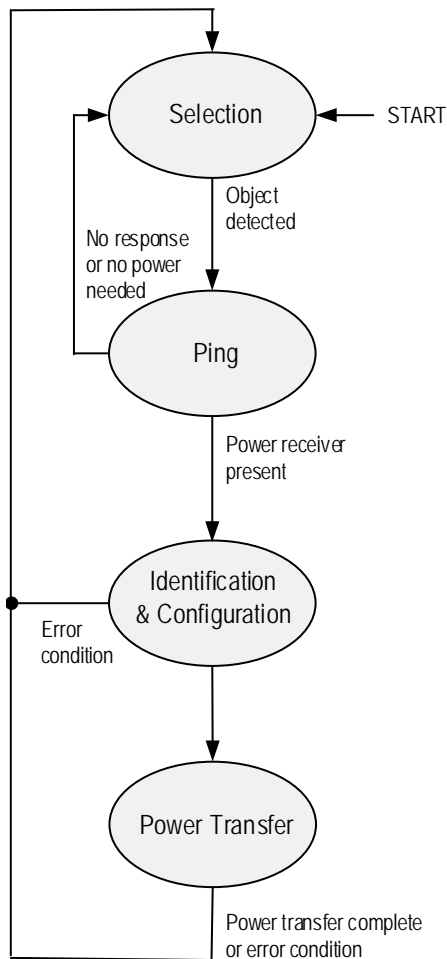 Selection
START
Object
detected
No response
or no power
needed
Ping
Power receiver
present
Identification
& Configuration
Error
condition
Power Transfer
Power transfer complete
or error condition